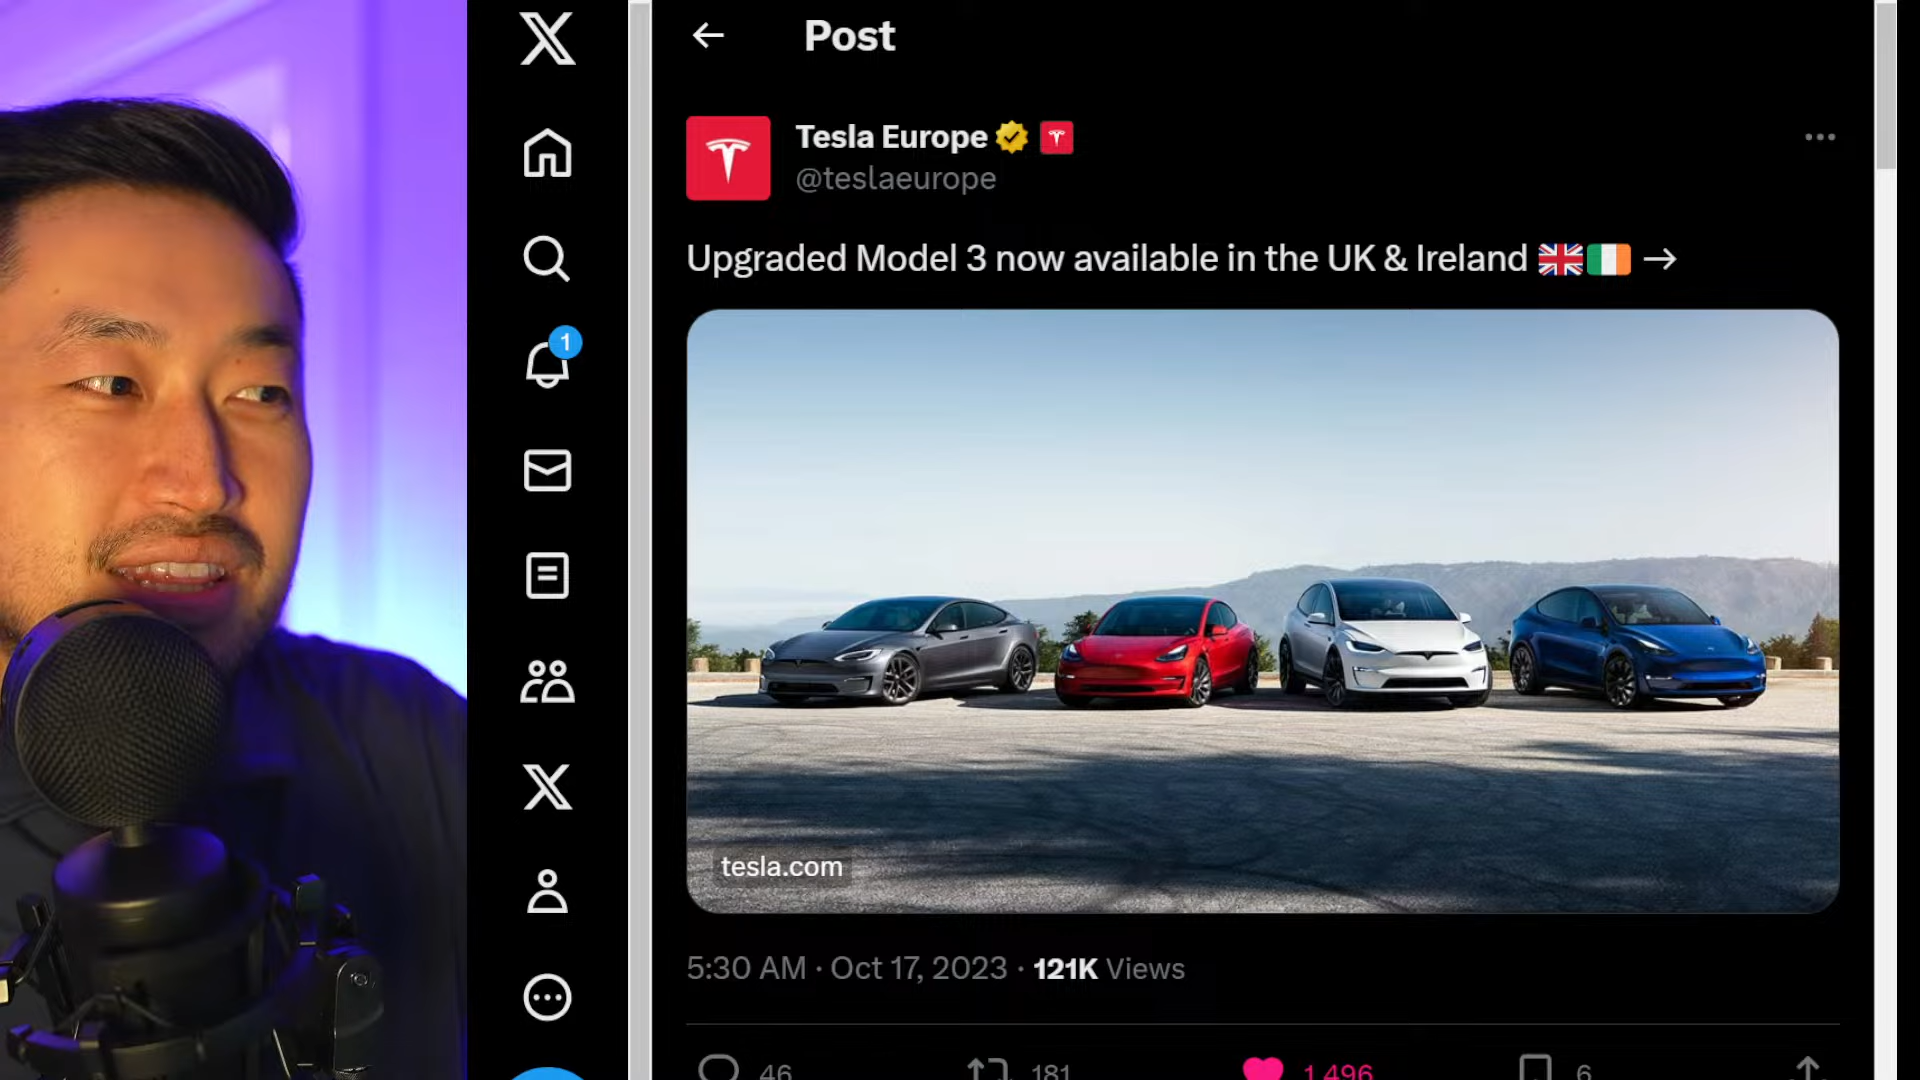 Post
Tesla Europe
@teslaeurope
Upgraded Model 3 now available in the UK & Ireland 🇬🇧🇮🇪 →
1
tesla.com
5:30 AM · Oct 17, 2023 · 121K Views
46 181 1,496 6